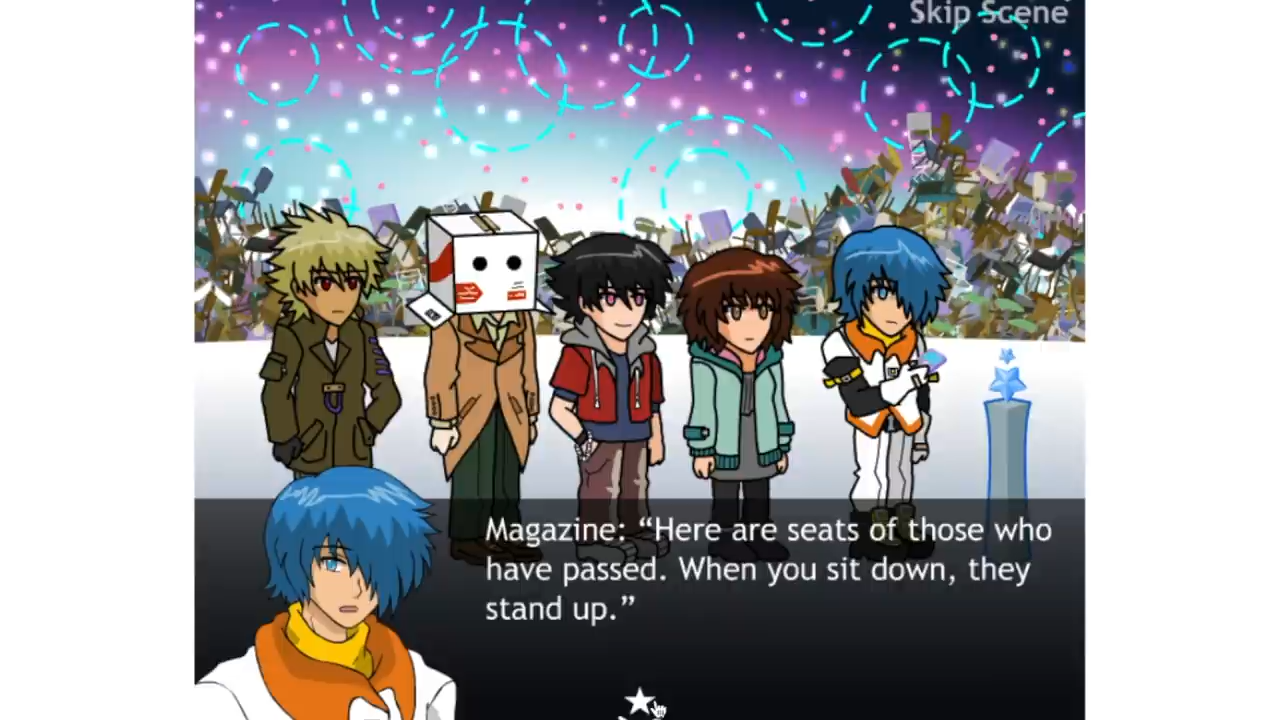 Skip Scene
Magazine: “Here are seats of those who
have passed. When you sit down, they
stand up.”